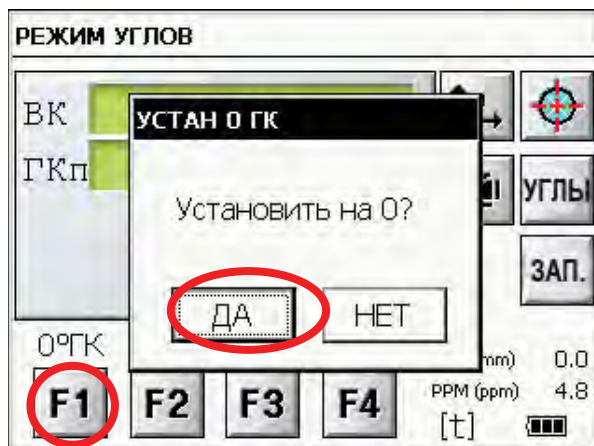 РЕЖИМ УГЛОВ
ВК
УСТАН 0 ГК
ГКп
Установить на 0?
УГЛЫ
ЗАП.
ДА НЕТ
0°ГК
mm) 0.0
F1 F2 F3 F4
PPM (ppm) 4.8
[t]